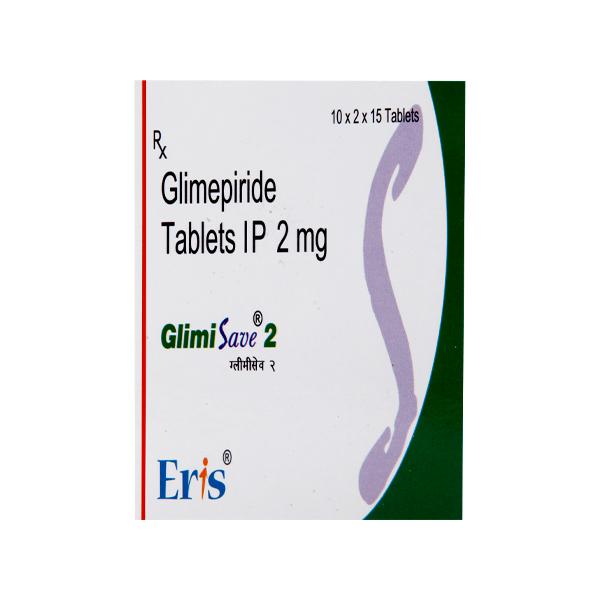 10 x 2 x 15 Tablets
Rx
Glimepiride
Tablets IP 2 mg
GlimiSave® 2
ग्लीमीसेव २
Eris®